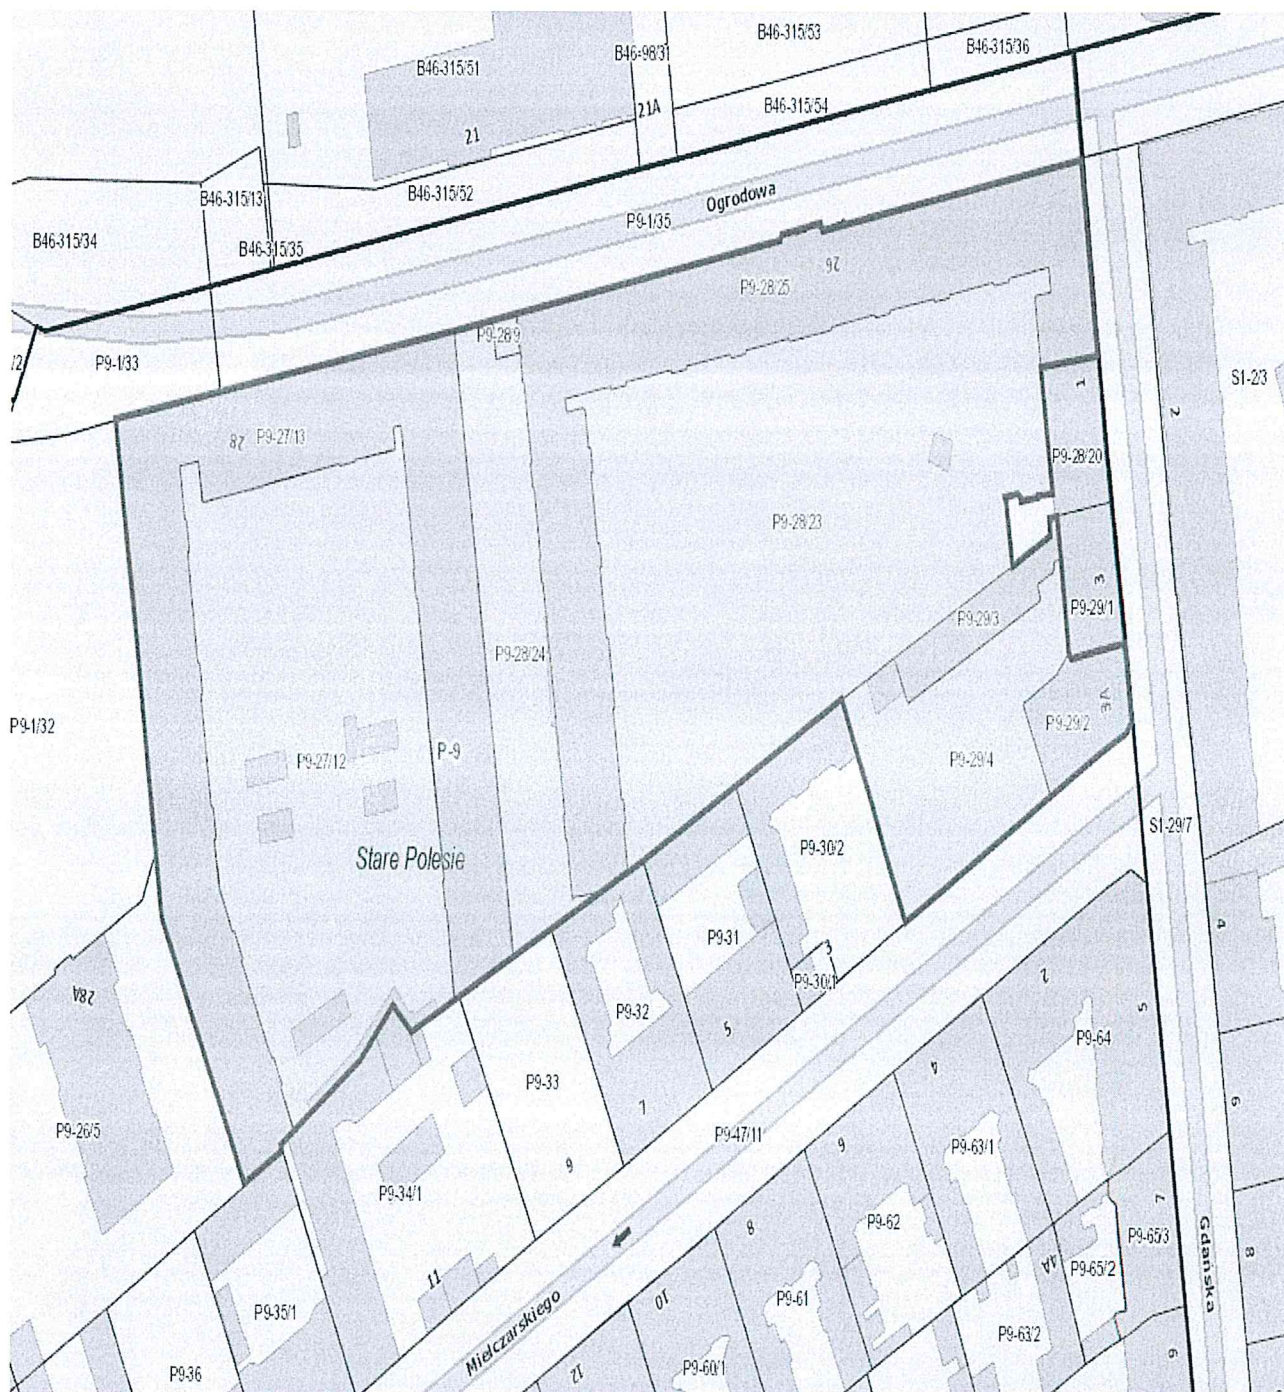 B46-315/53
B46-98/31
B46-315/36
B46-315/51
B46-315/54
21A
21
B46-315/13
B46-315/52
Ogrodowa
P9-1/35
B46-315/34
B46-315/35
26
P9-28/25
P9-28/9
/2
P9-1/33
S1-2/3
1
2
28
P9-27/13
P9-28/20
P9-28/23
3
P9-29/1
P9-29/3
P9-28/24
3A
P9-29/2
P9-1/32
P-9
P9-27/12
P9-29/4
S1-29/7
Stare Polesie
P9-30/2
4
P9-31
3
P9-30/1
28A
2
5
P9-32
5
P9-64
4
P9-33
7
6
P9-26/5
P9-47/11
6
P9-63/1
9
P9-34/1
7
P9-62
8
P9-65/3
Gdańska
8
4A
P9-65/2
11
P9-61
10
P9-35/1
Mielczarskiego
P9-63/2
9
P9-36
12
P9-60/1